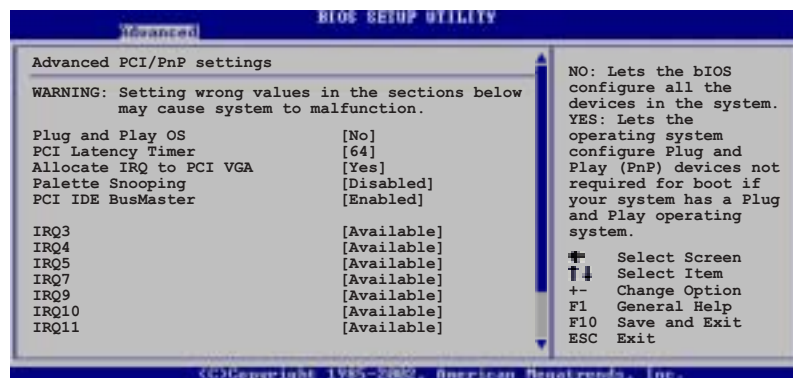 BIOS SETUP UTILITY
Advanced
Advanced PCI/PnP settings
WARNING: Setting wrong values in the sections below
may cause system to malfunction.
Plug and Play OS [No]
PCI Latency Timer [64]
Allocate IRQ to PCI VGA [Yes]
Palette Snooping [Disabled]
PCI IDE BusMaster [Enabled]
IRQ3 [Available]
IRQ4 [Available]
IRQ5 [Available]
IRQ7 [Available]
IRQ9 [Available]
IRQ10 [Available]
IRQ11 [Available]
NO: Lets the bIOS
configure all the
devices in the system.
YES: Lets the
operating system
configure Plug and
Play (PnP) devices not
required for boot if
your system has a Plug
and Play operating
system.
Select Screen
↑↓ Select Item
+- Change Option
F1 General Help
F10 Save and Exit
ESC Exit
(C)Copyright 1985-2002, American Megatrends, Inc.